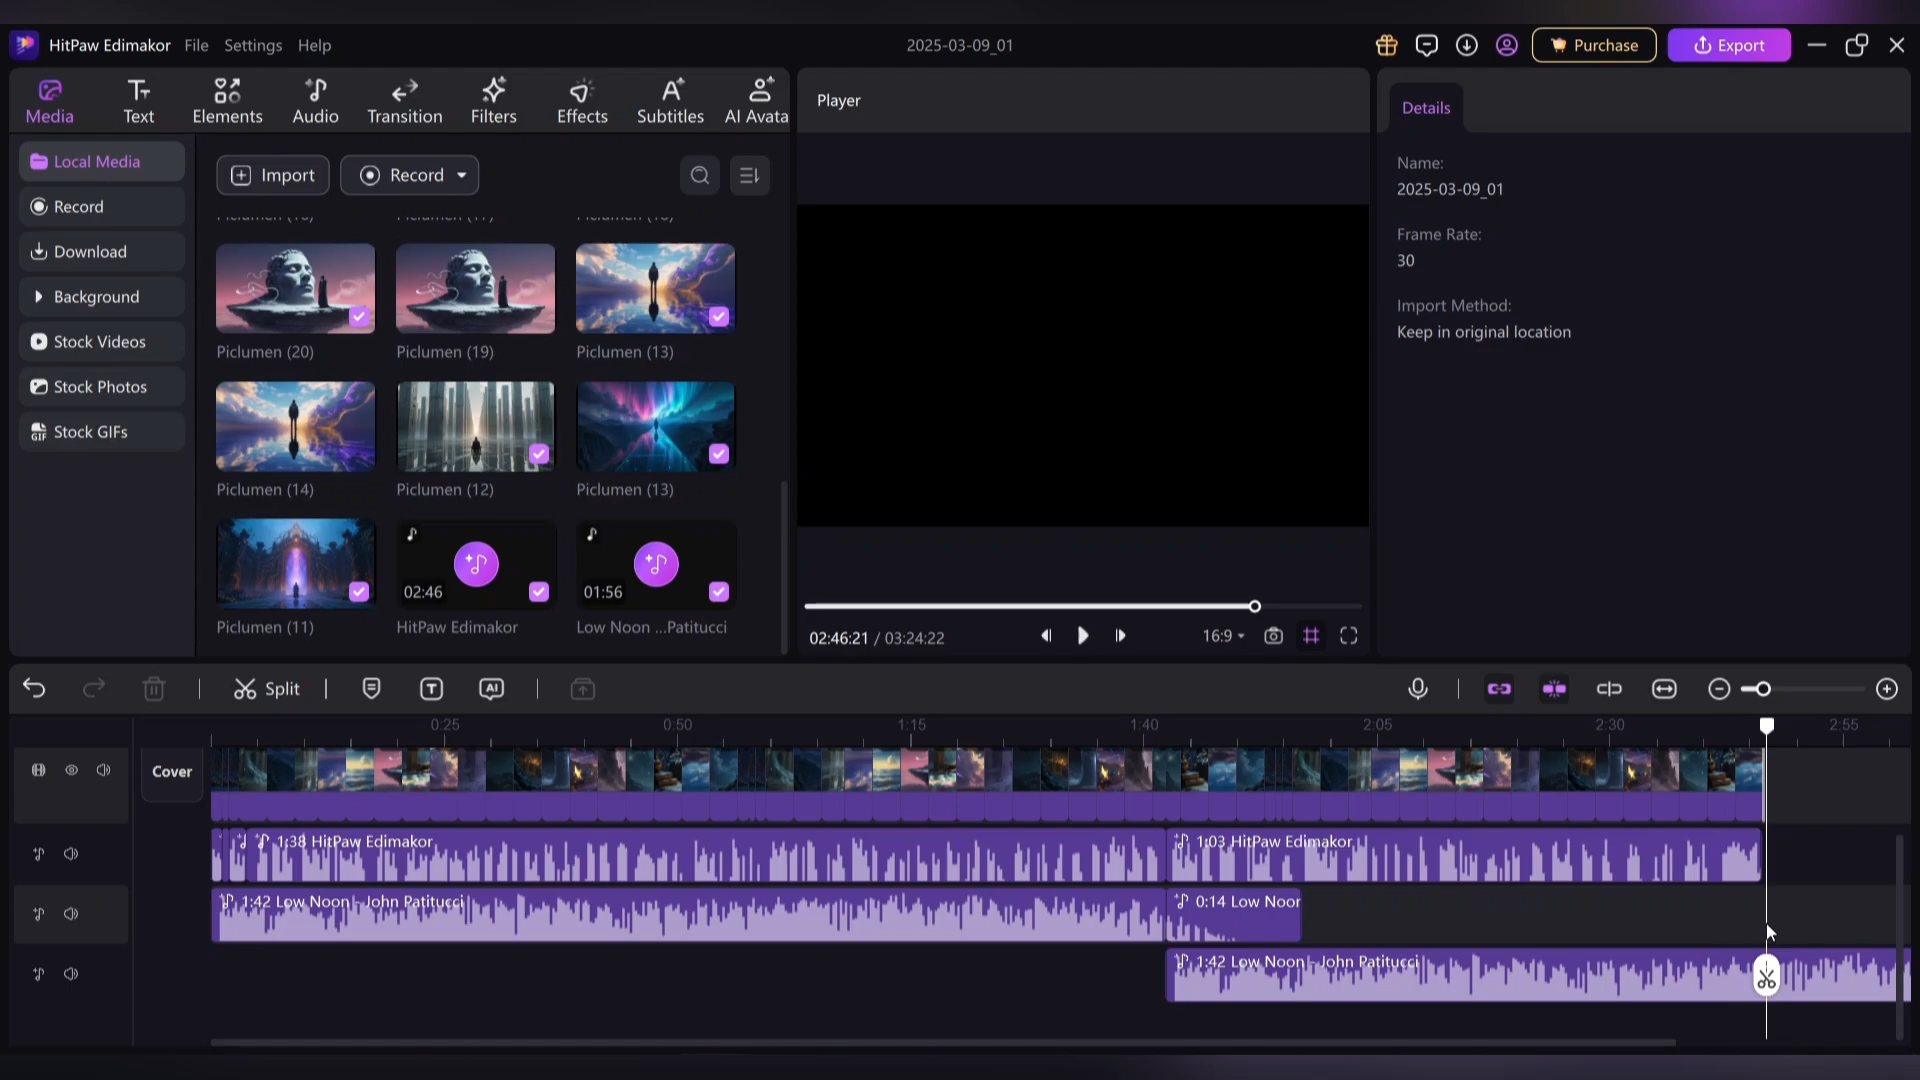 HitPaw Edimakor File Settings Help
2025-03-09_01
Purchase
Export
Media
Text
Elements
Audio
Transition
Filters
Effects
Subtitles
AI Avata
Local Media
Record
Download
Background
Stock Videos
Stock Photos
GIF Stock GIFs
Import
Record
Piclumen (20)
Piclumen (19)
Piclumen (13)
Piclumen (14)
Piclumen (12)
Piclumen (13)
02:46
01:56
Piclumen (11)
HitPaw Edimakor
Low Noon ...Patitucci
Player
02:46:21 / 03:24:22
16:9
Details
Name:
2025-03-09_01
Frame Rate:
30
Import Method:
Keep in original location
Split
T
AI
0:25 0:50 1:15 1:40 2:05 2:30 2:55
Cover
1:38 HitPaw Edimakor
1:03 HitPaw Edimakor
1:42 Low Noon - John Patitucci
0:14 Low Noor
1:42 Low Noon - John Patitucci